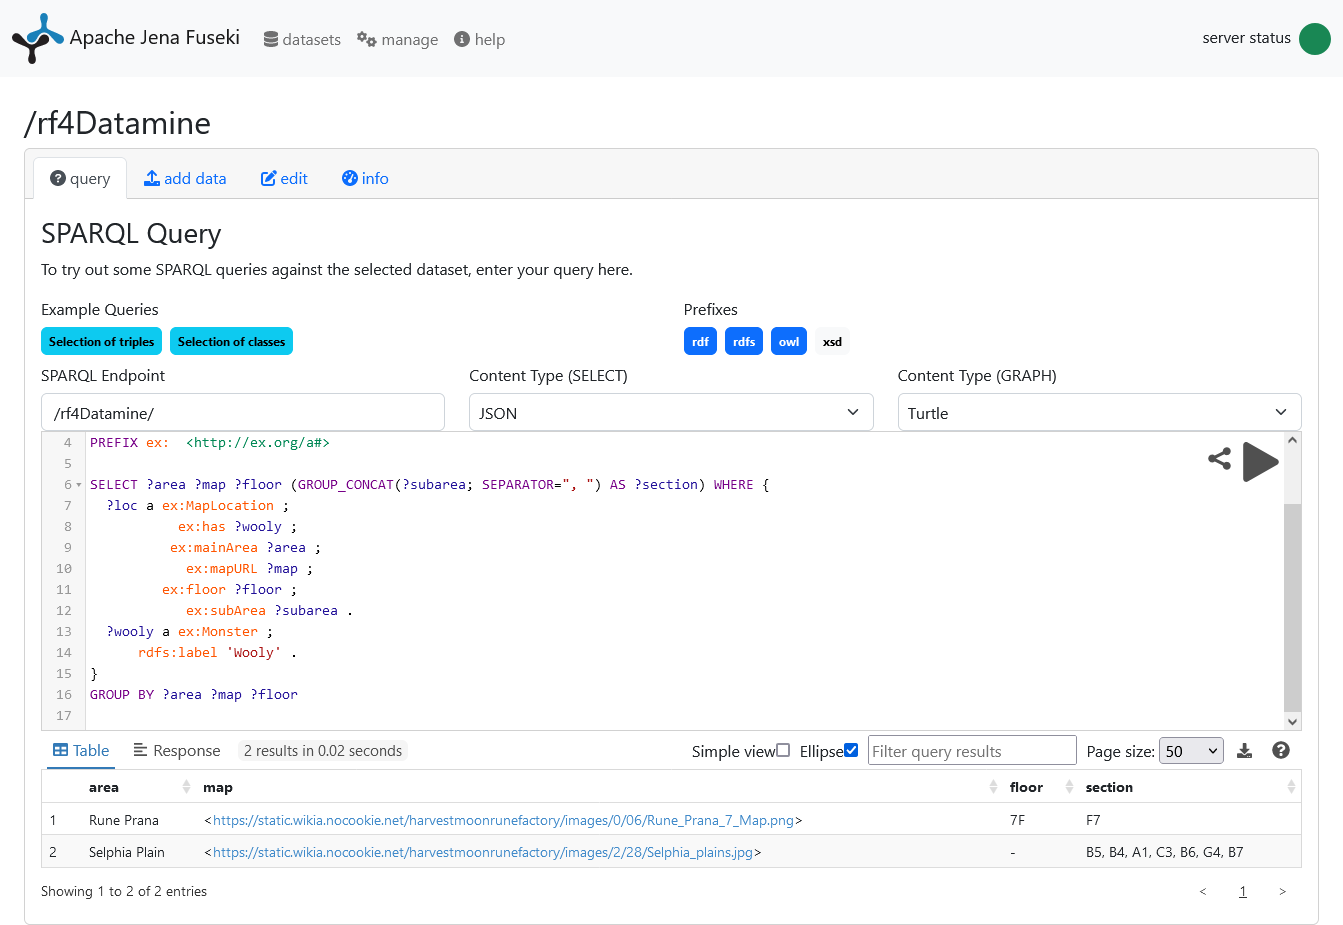 Apache Jena Fuseki datasets manage help server status
/rf4Datamine
query add data edit info
SPARQL Query
To try out some SPARQL queries against the selected dataset, enter your query here.
Example Queries Prefixes
Selection of triples Selection of classes rdf rdfs owl xsd
SPARQL Endpoint Content Type (SELECT) Content Type (GRAPH)
/rf4Datamine/ JSON Turtle
4 PREFIX ex: <http://ex.org/a#>
5
6 SELECT ?area ?map ?floor (GROUP_CONCAT(?subarea; SEPARATOR=", ") AS ?section) WHERE {
7 ?loc a ex:MapLocation ;
8 ex:has ?wooly ;
9 ex:mainArea ?area ;
10 ex:mapURL ?map ;
11 ex:floor ?floor ;
12 ex:subArea ?subarea .
13 ?wooly a ex:Monster ;
14 rdfs:label 'Wooly' .
15 }
16 GROUP BY ?area ?map ?floor
17
Table Response 2 results in 0.02 seconds Simple view Ellipse Filter query results Page size: 50
area map floor section
1 Rune Prana <https://static.wikia.nocookie.net/harvestmoonrunefactory/images/0/06/Rune_Prana_7_Map.png> 7F F7
2 Selphia Plain <https://static.wikia.nocookie.net/harvestmoonrunefactory/images/2/28/Selphia_plains.jpg> - B5, B4, A1, C3, B6, G4, B7
Showing 1 to 2 of 2 entries < 1 >